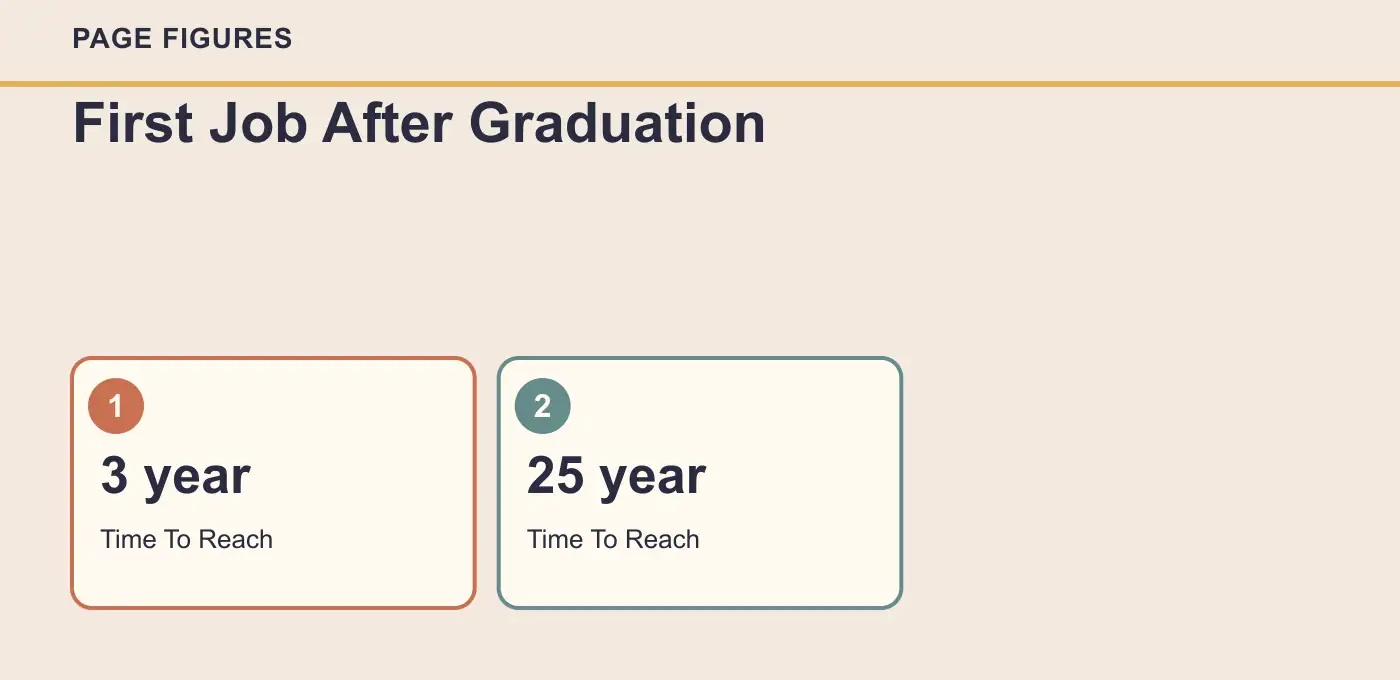 PAGE FIGURES
First Job After Graduation
1
3 year
Time To Reach
2
25 year
Time To Reach